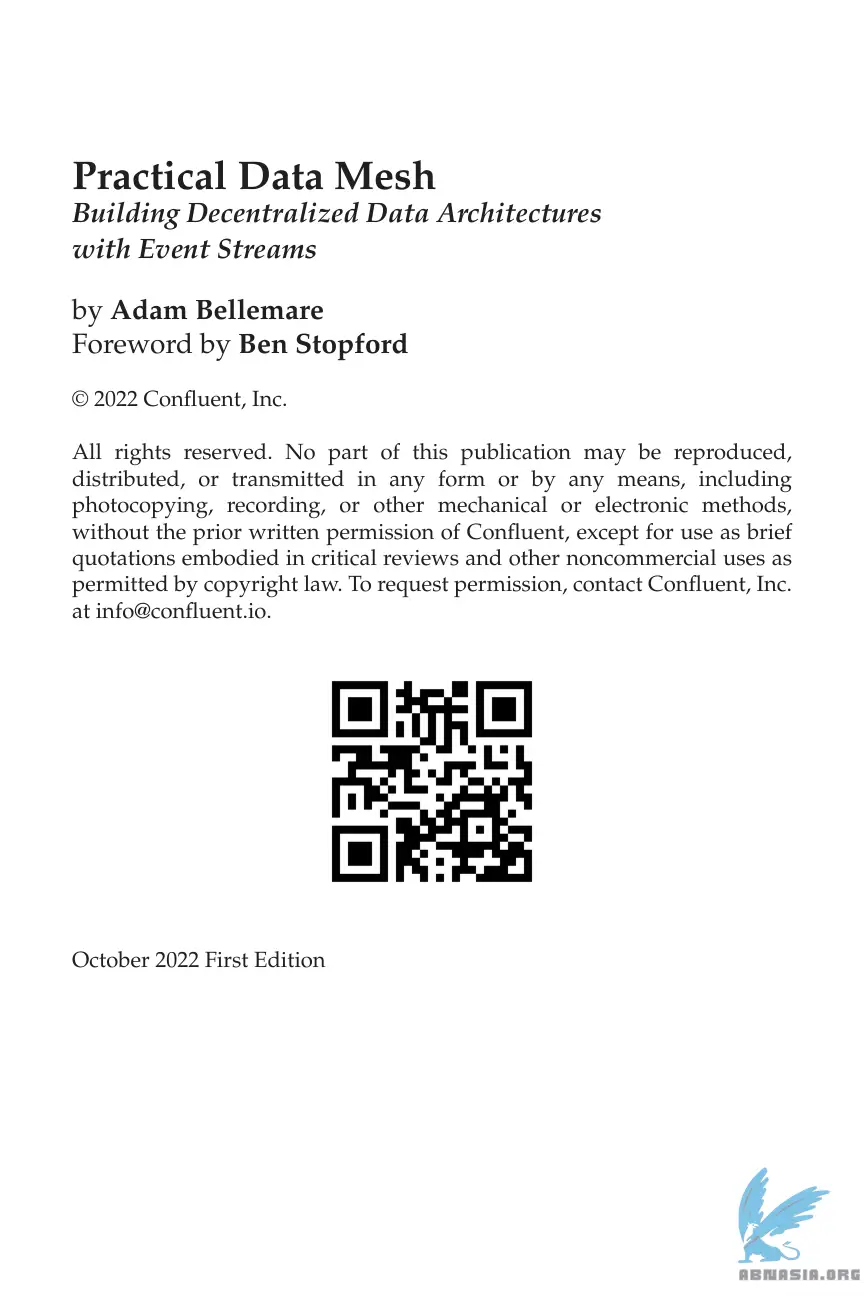 Practical Data Mesh
Building Decentralized Data Architectures
with Event Streams
by Adam Bellemare
Foreword by Ben Stopford
© 2022 Confluent, Inc.
All rights reserved. No part of this publication may be reproduced,
distributed, or transmitted in any form or by any means, including
photocopying, recording, or other mechanical or electronic methods,
without the prior written permission of Confluent, except for use as brief
quotations embodied in critical reviews and other noncommercial uses as
permitted by copyright law. To request permission, contact Confluent, Inc.
at info@confluent.io.
October 2022 First Edition
ABNASIA.ORG